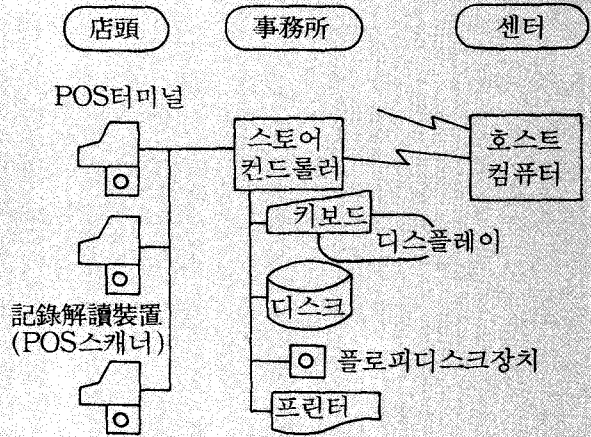 店頭
事務所
센터
POS터미널
스토어
컨드롤러
호스트
컴퓨터
키보드
디스플레이
디스크
記錄解讀裝置
(POS스캐너)
플로피디스크장치
프린터